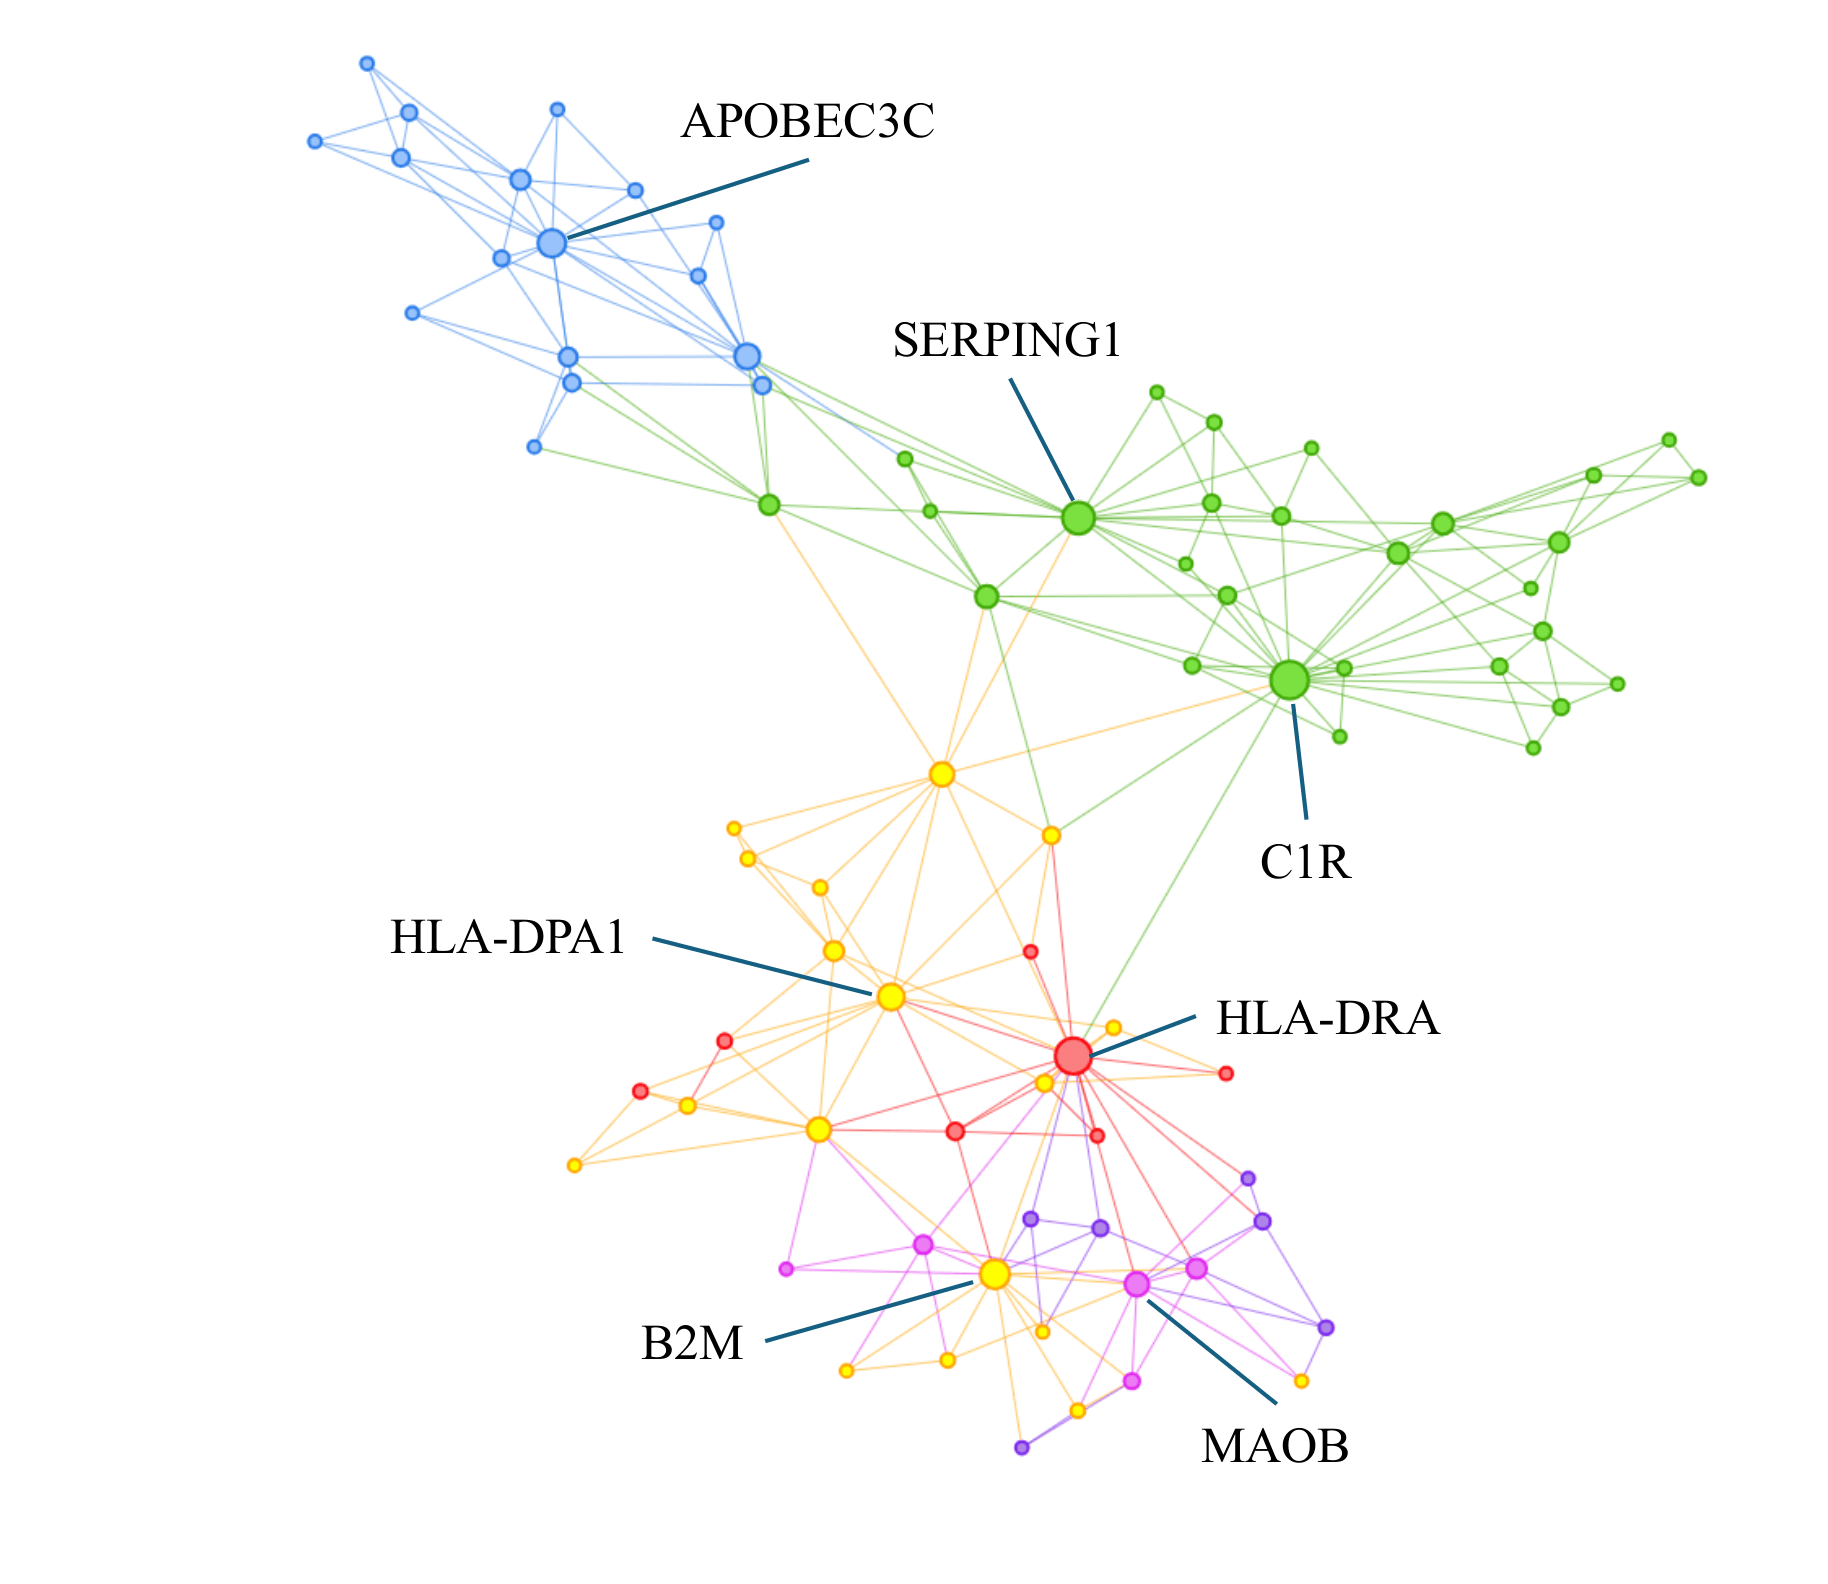 APOBEC3C
SERPING1
C1R
HLA-DPA1
HLA-DRA
B2M
MAOB